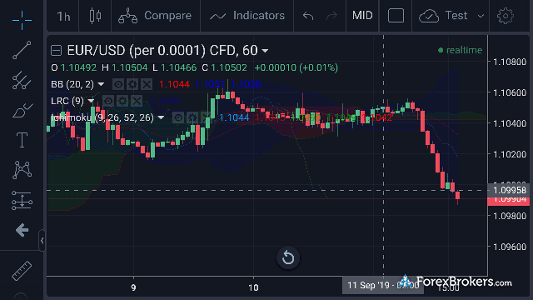 1h Compare Indicators MID Test
EUR/USD (per 0.0001) CFD, 60
realtime
O 1.10492 H 1.10504 L 1.10466 C 1.10502 +0.00010 (+0.01%)
BB (20, 2) 1.1044
LRC (9)
Ichimoku (9, 26, 52, 26) 1.1044
1.10800
1.10600
1.10400
1.10200
1.09958
1.09904
1.09800
1.09600
9 10 11 Sep '19 - 15:00
ForexBrokers.com